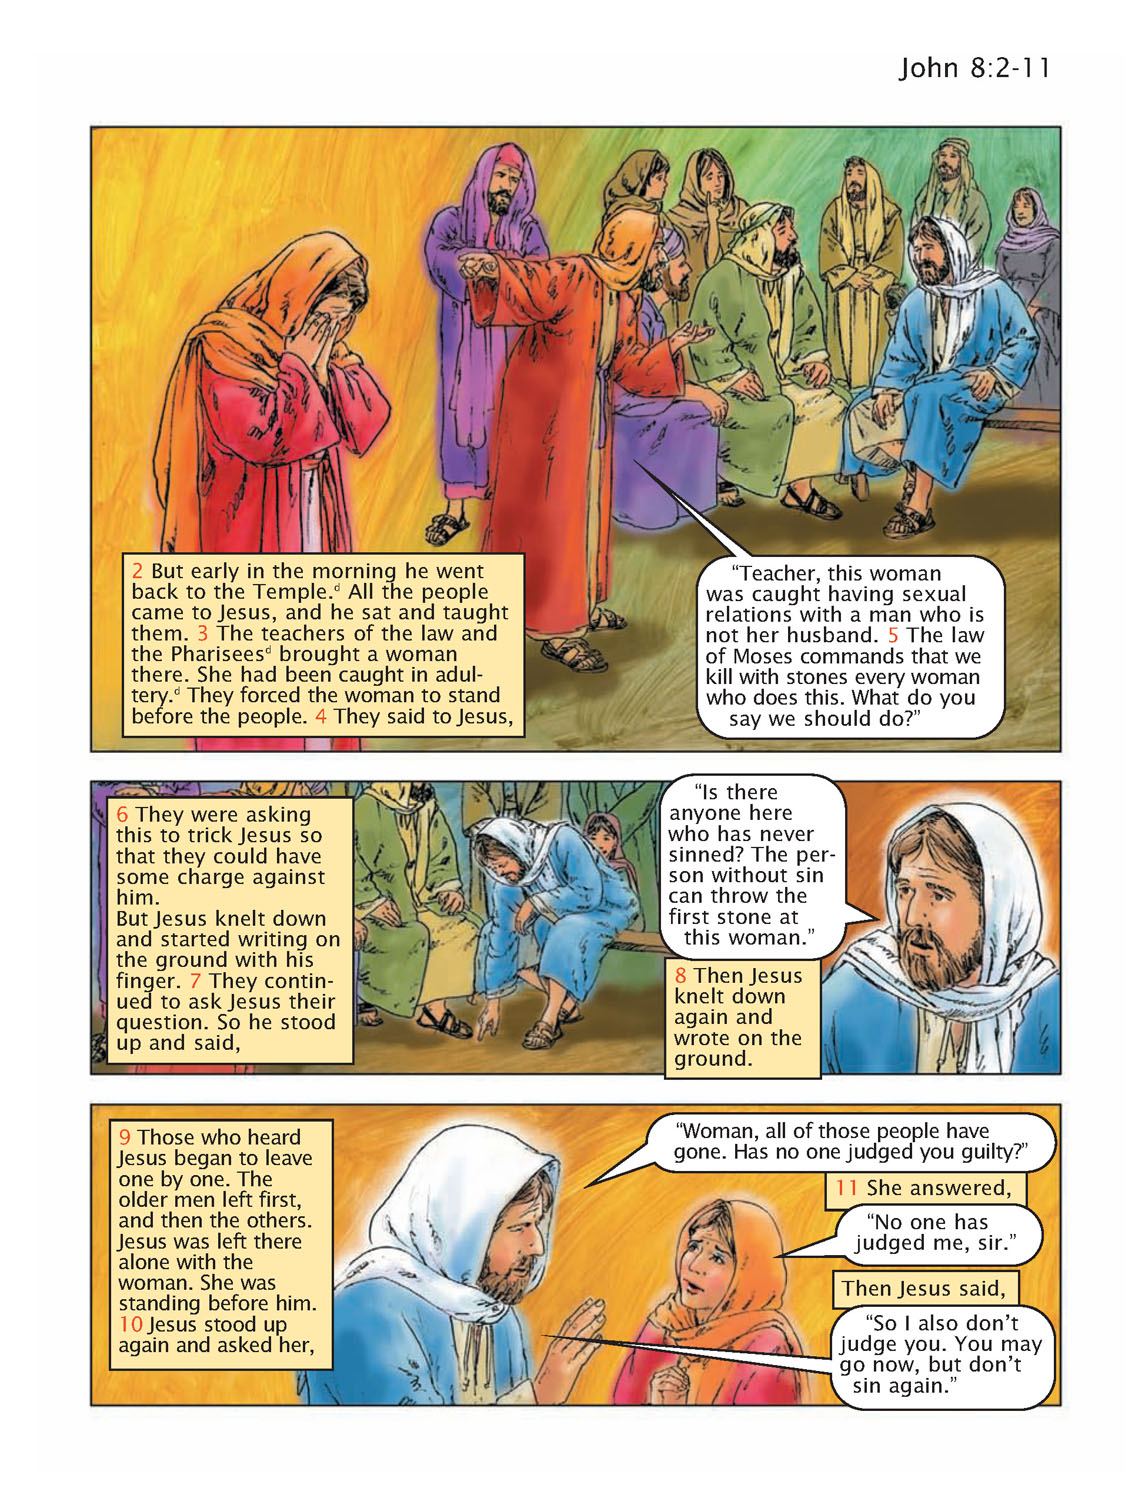 John 8:2-11
2 But early in the morning he went
back to the Temple.d All the people
came to Jesus, and he sat and taught
them. 3 The teachers of the law and
the Phariseesd brought a woman
there. She had been caught in adul-
tery.d They forced the woman to stand
before the people. 4 They said to Jesus,
“Teacher, this woman
was caught having sexual
relations with a man who is
not her husband. 5 The law
of Moses commands that we
kill with stones every woman
who does this. What do you
say we should do?”
6 They were asking
this to trick Jesus so
that they could have
some charge against
him.
But Jesus knelt down
and started writing on
the ground with his
finger. 7 They contin-
ued to ask Jesus their
question. So he stood
up and said,
“Is there
anyone here
who has never
sinned? The per-
son without sin
can throw the
first stone at
this woman.”
8 Then Jesus
knelt down
again and
wrote on the
ground.
9 Those who heard
Jesus began to leave
one by one. The
older men left first,
and then the others.
Jesus was left there
alone with the
woman. She was
standing before him.
10 Jesus stood up
again and asked her,
“Woman, all of those people have
gone. Has no one judged you guilty?”
11 She answered,
“No one has
judged me, sir.”
Then Jesus said,
“So I also don’t
judge you. You may
go now, but don’t
sin again.”